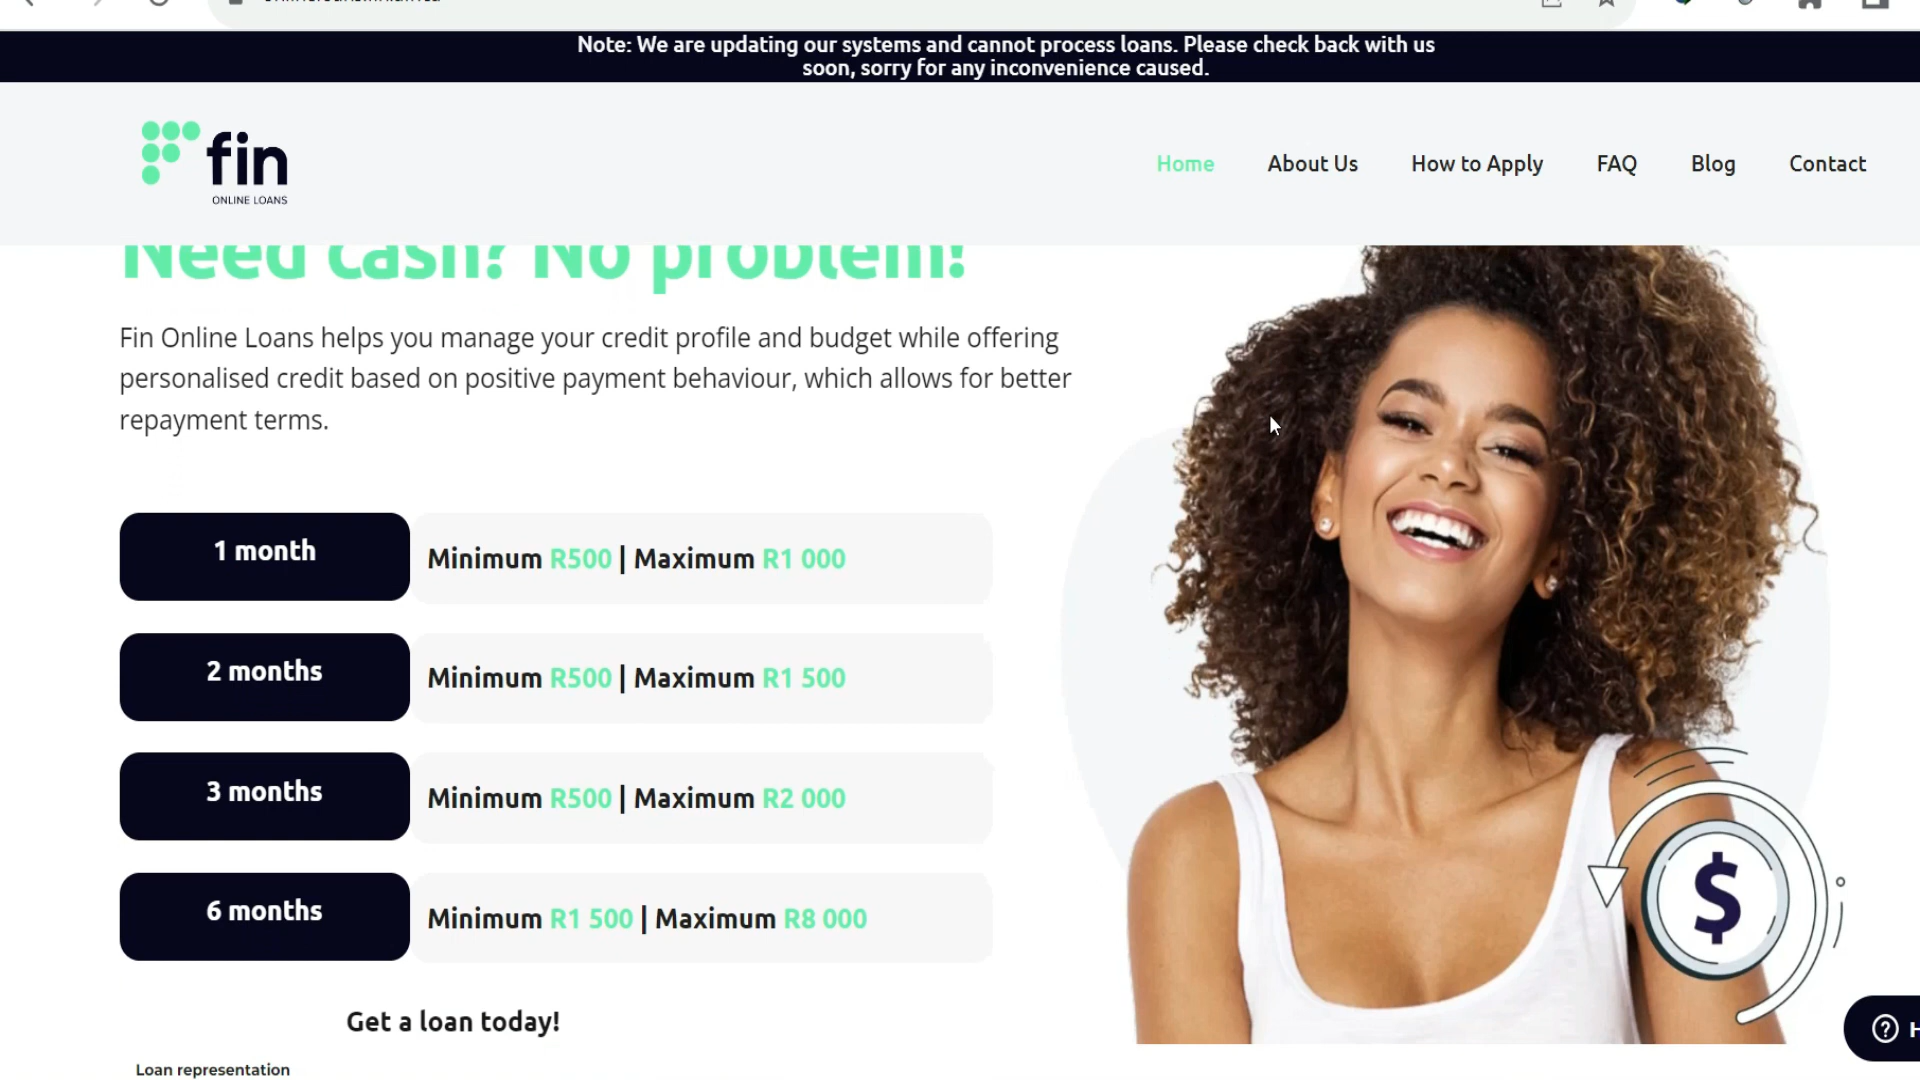 Note: We are updating our systems and cannot process loans. Please check back with us
soon, sorry for any inconvenience caused.
fin
ONLINE LOANS
Home
About Us
How to Apply
FAQ
Blog
Contact
Need cash? No problem!
Fin Online Loans helps you manage your credit profile and budget while offering
personalised credit based on positive payment behaviour, which allows for better
repayment terms.
1 month
Minimum R500 | Maximum R1 000
2 months
Minimum R500 | Maximum R1 500
3 months
Minimum R500 | Maximum R2 000
6 months
Minimum R1 500 | Maximum R8 000
$
Get a loan today!
Loan representation